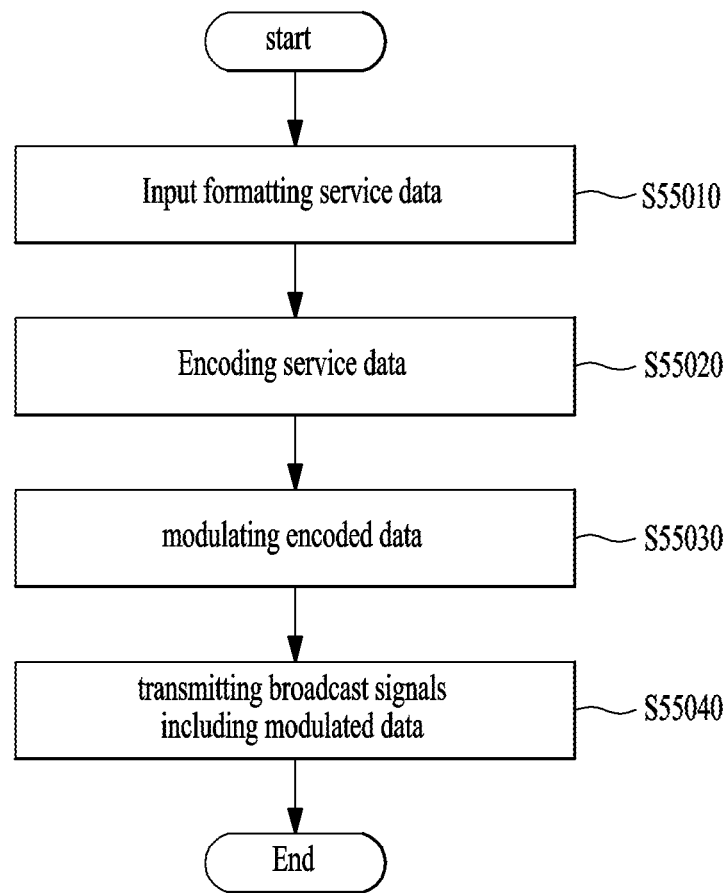 start
Input formatting service data
S55010
Encoding service data
S55020
modulating encoded data
S55030
transmitting broadcast signals
including modulated data
S55040
End